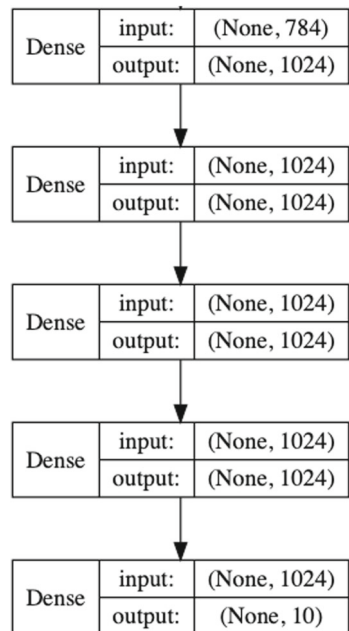 Dense input: (None, 784)
output: (None, 1024)
Dense input: (None, 1024)
output: (None, 1024)
Dense input: (None, 1024)
output: (None, 1024)
Dense input: (None, 1024)
output: (None, 1024)
Dense input: (None, 1024)
output: (None, 10)